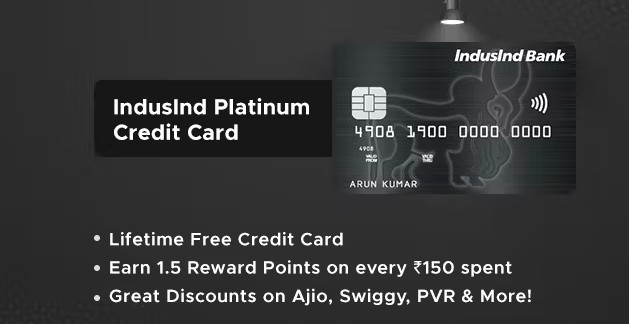 IndusInd Bank
IndusInd Platinum
Credit Card
4908 1900 0000 0000
4908
VALID
FROM
VALID
THRU
ARUN KUMAR
• Lifetime Free Credit Card
• Earn 1.5 Reward Points on every ₹150 spent
• Great Discounts on Ajio, Swiggy, PVR & More!